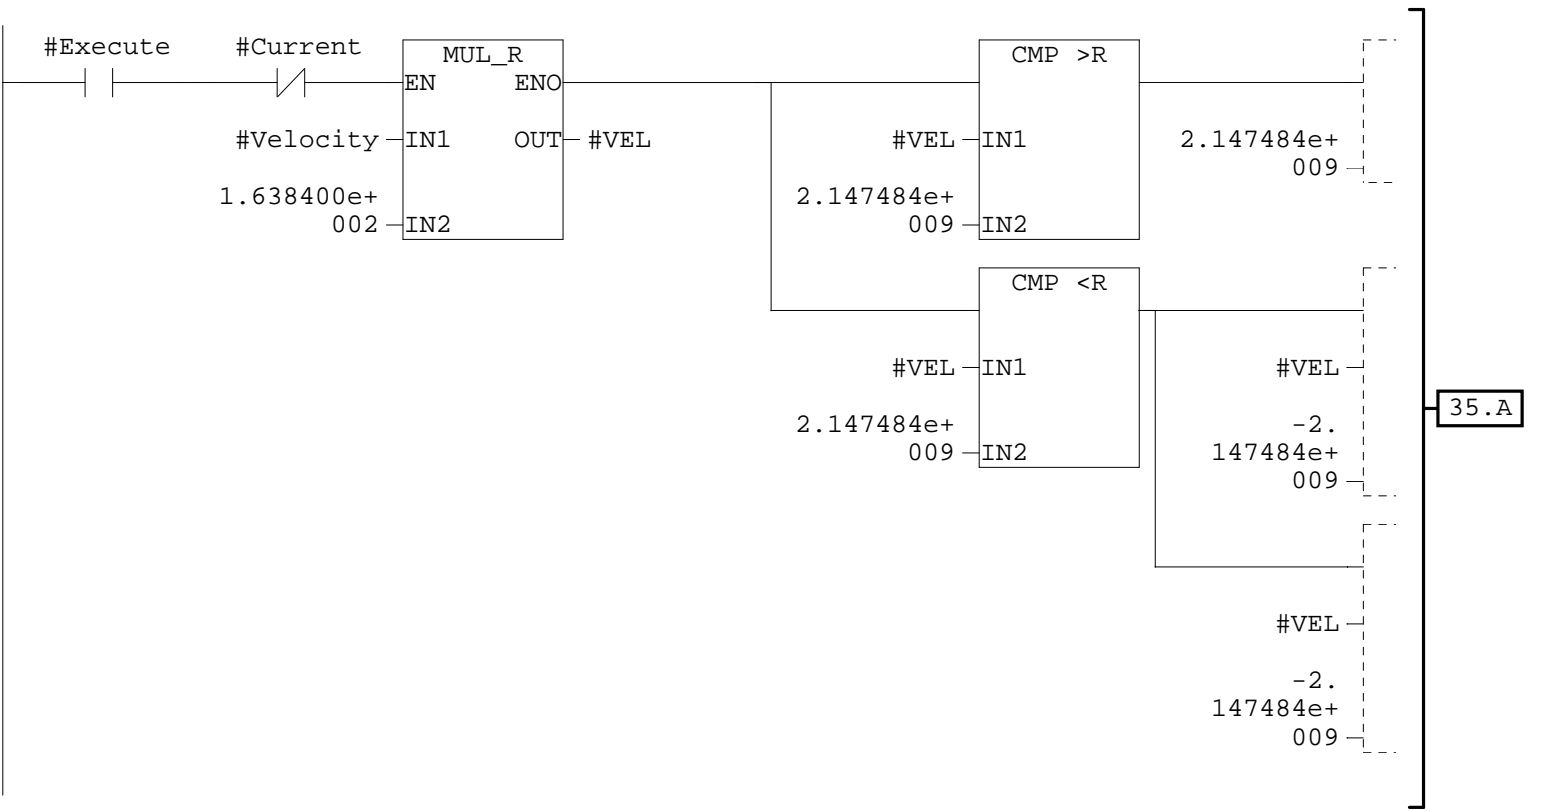 #Execute
#Current
MUL_R
EN
ENO
#Velocity
IN1
OUT
#VEL
1.638400e+
002
IN2
CMP >R
#VEL
IN1
2.147484e+
009
IN2
2.147484e+
009
CMP <R
#VEL
IN1
2.147484e+
009
IN2
#VEL
-2.
147484e+
009
#VEL
-2.
147484e+
009
35.A